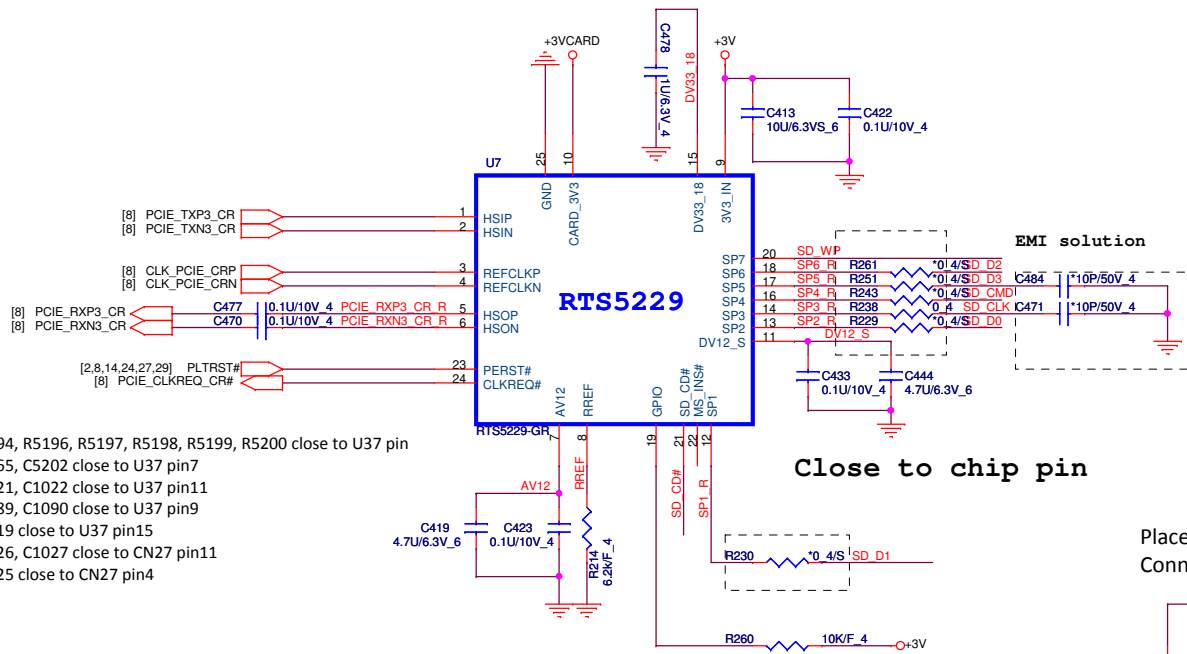 +3VCARD
C478
1U/6.3V_4
DV33_18
+3V
C413
10U/6.3VS_6
C422
0.1U/10V_4
U7
25
10
15
9
GND
CARD_3V3
DV33_18
3V3_IN
[8] PCIE_TXP3_CR 1 HSIP
[8] PCIE_TXN3_CR 2 HSIN
[8] CLK_PCIE_CRP 3 REFCLKP
[8] CLK_PCIE_CRN 4 REFCLKN
[8] PCIE_RXP3_CR C477 0.1U/10V_4 PCIE_RXP3_CR_R 5 HSOP
[8] PCIE_RXN3_CR C470 0.1U/10V_4 PCIE_RXN3_CR_R 6 HSON
[2,8,14,24,27,29] PLTRST# 23 PERST#
[8] PCIE_CLKREQ_CR# 24 CLKREQ#
RTS5229
EMI solution
SP7 20 SD_WP
SP6 18 SP6_R R261 *0_4/S SD_D2
SP5 17 SP5_R R251 *0_4/S SD_D3 C484 *10P/50V_4
SP4 16 SP4_R R243 *0_4/S SD_CMD
SP3 14 SP3_R R238 0_4 SD_CLK C471 *10P/50V_4
SP2 13 SP2_R R229 *0_4/S SD_D0
DV12_S 11 DV12_S
C433
0.1U/10V_4
C444
4.7U/6.3V_6
AV12
RREF
GPIO
SD_CD#
MS_INS#
SP1
RTS5229-GR
7
8
19
21
22
12
94, R5196, R5197, R5198, R5199, R5200 close to U37 pin
55, C5202 close to U37 pin7
21, C1022 close to U37 pin11
39, C1090 close to U37 pin9
19 close to U37 pin15
26, C1027 close to CN27 pin11
25 close to CN27 pin4
Close to chip pin
AV12
RREF
SD_CD#
SP1_R
C419
4.7U/6.3V_6
C423
0.1U/10V_4
R214
6.2k/F_4
R230 *0_4/S SD_D1
R260 10K/F_4 +3V
Place
Conn